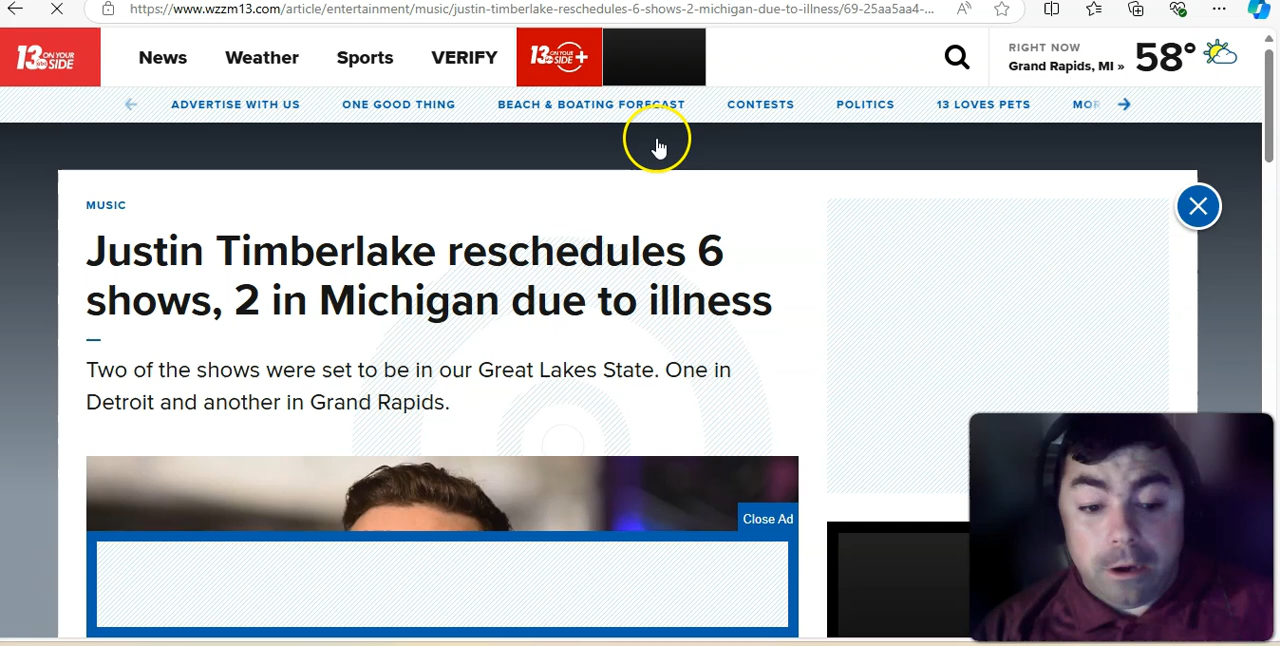 https://www.wzzm13.com/article/entertainment/music/justin-timberlake-reschedules-6-shows-2-michigan-due-to-illness/69-25aa5aa4-...
13 ON YOUR SIDE
News
Weather
Sports
VERIFY
13 ON YOUR SIDE +
RIGHT NOW
Grand Rapids, MI »
58°
ADVERTISE WITH US
ONE GOOD THING
BEACH & BOATING FORECAST
CONTESTS
POLITICS
13 LOVES PETS
MOR
MUSIC
Justin Timberlake reschedules 6
shows, 2 in Michigan due to illness
Two of the shows were set to be in our Great Lakes State. One in
Detroit and another in Grand Rapids.
Close Ad